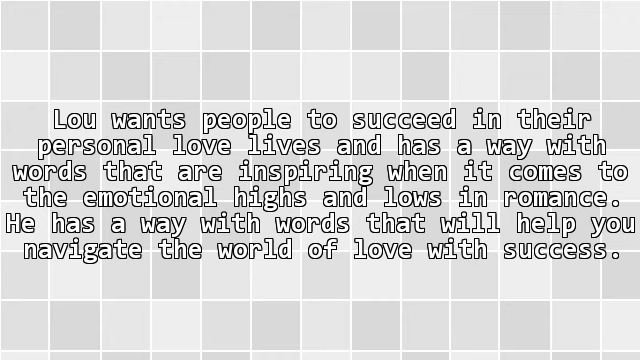 Lou wants people to succeed in their
personal love lives and has a way with
words that are inspiring when it comes to
the emotional highs and lows in romance.
He has a way with words that will help you
navigate the world of love with success.